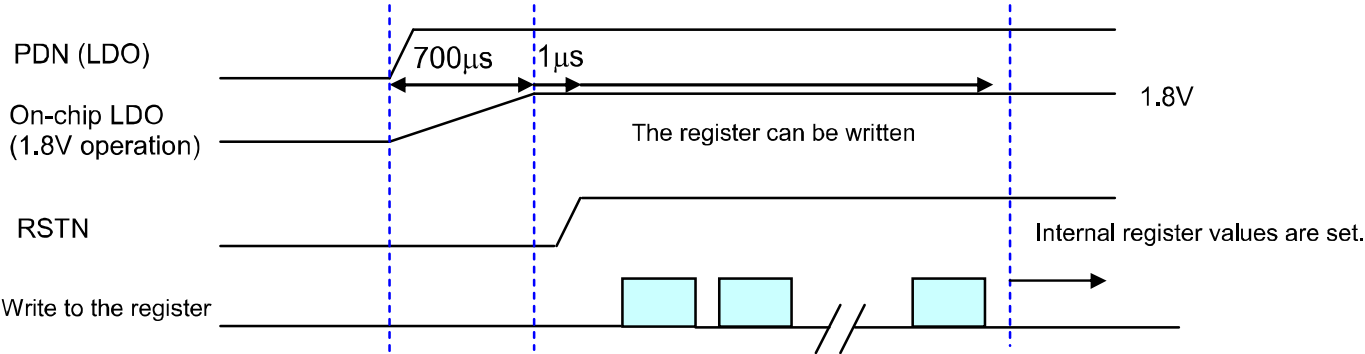 PDN (LDO)
700μs
1μs
On-chip LDO
(1.8V operation)
1.8V
The register can be written
RSTN
Internal register values are set.
Write to the register